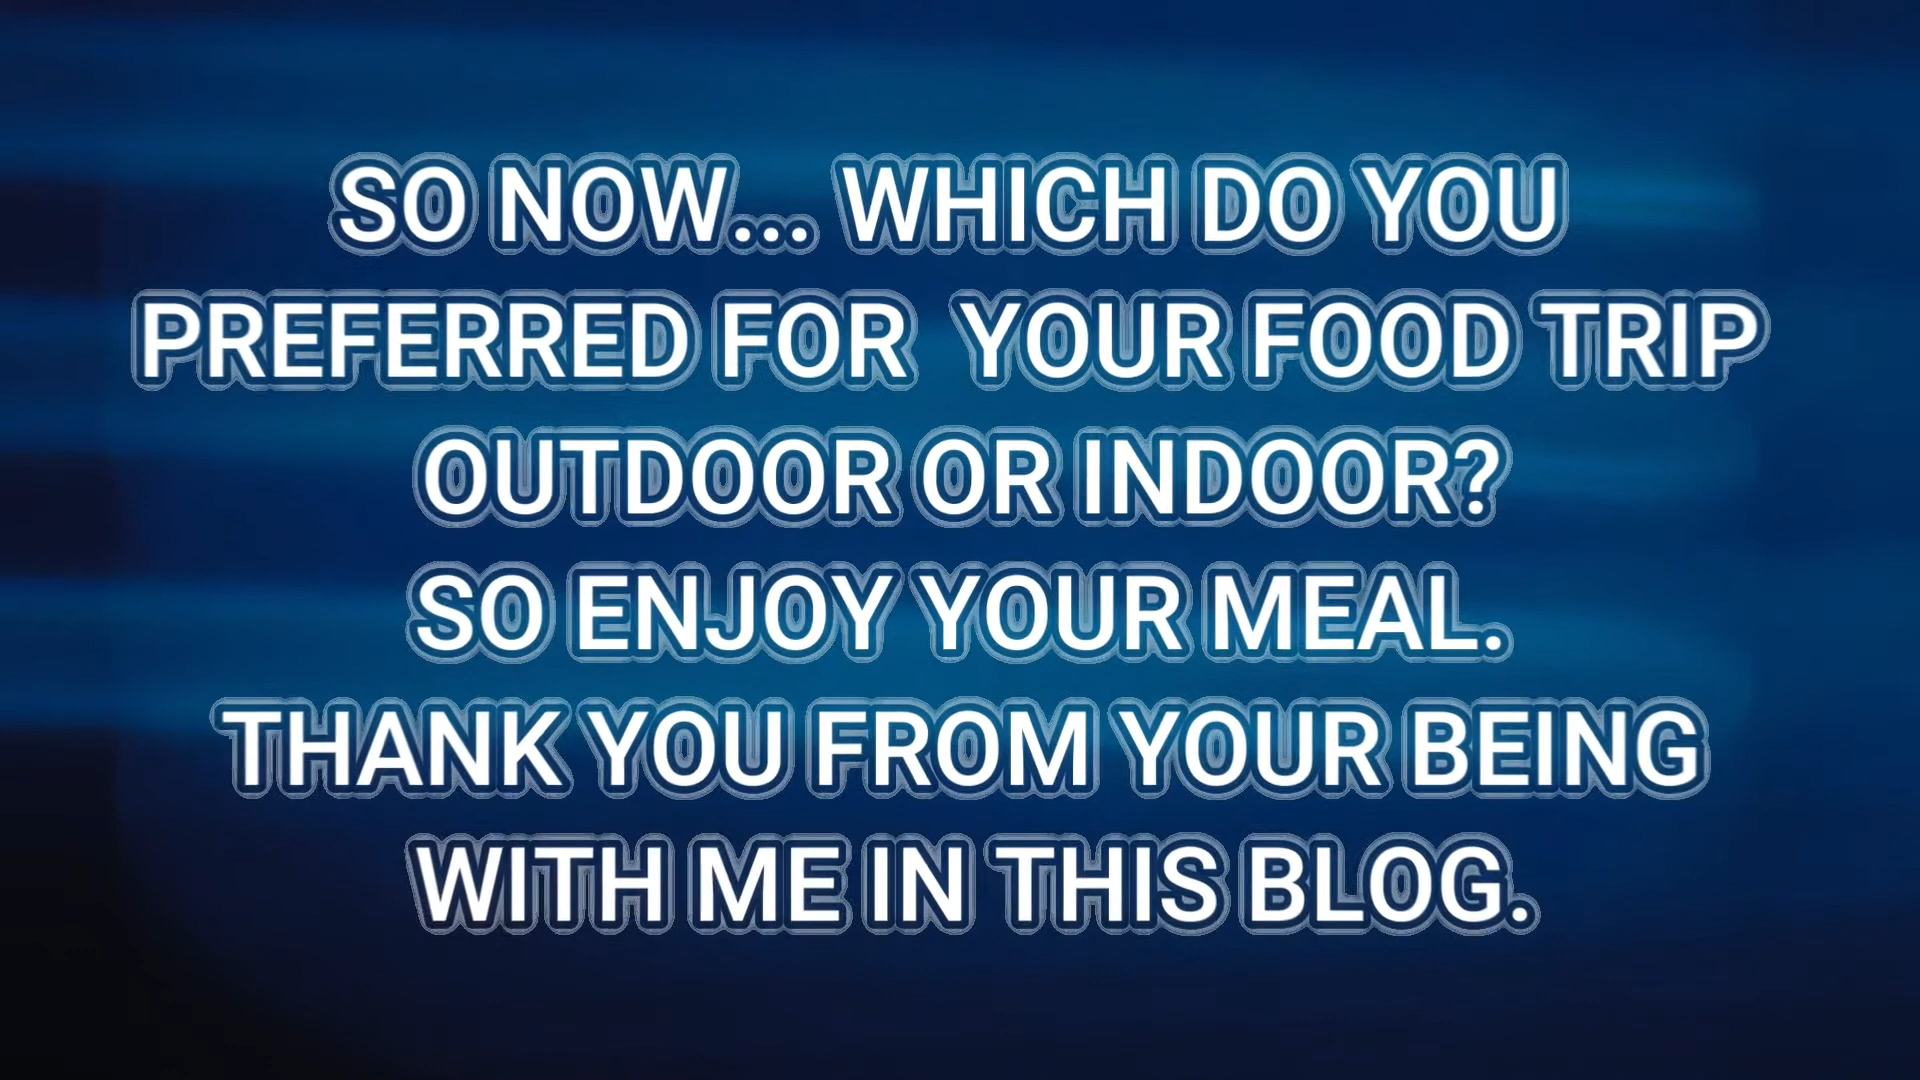 SO NOW... WHICH DO YOU
PREFERRED FOR YOUR FOOD TRIP
OUTDOOR OR INDOOR?
SO ENJOY YOUR MEAL.
THANK YOU FROM YOUR BEING
WITH ME IN THIS BLOG.